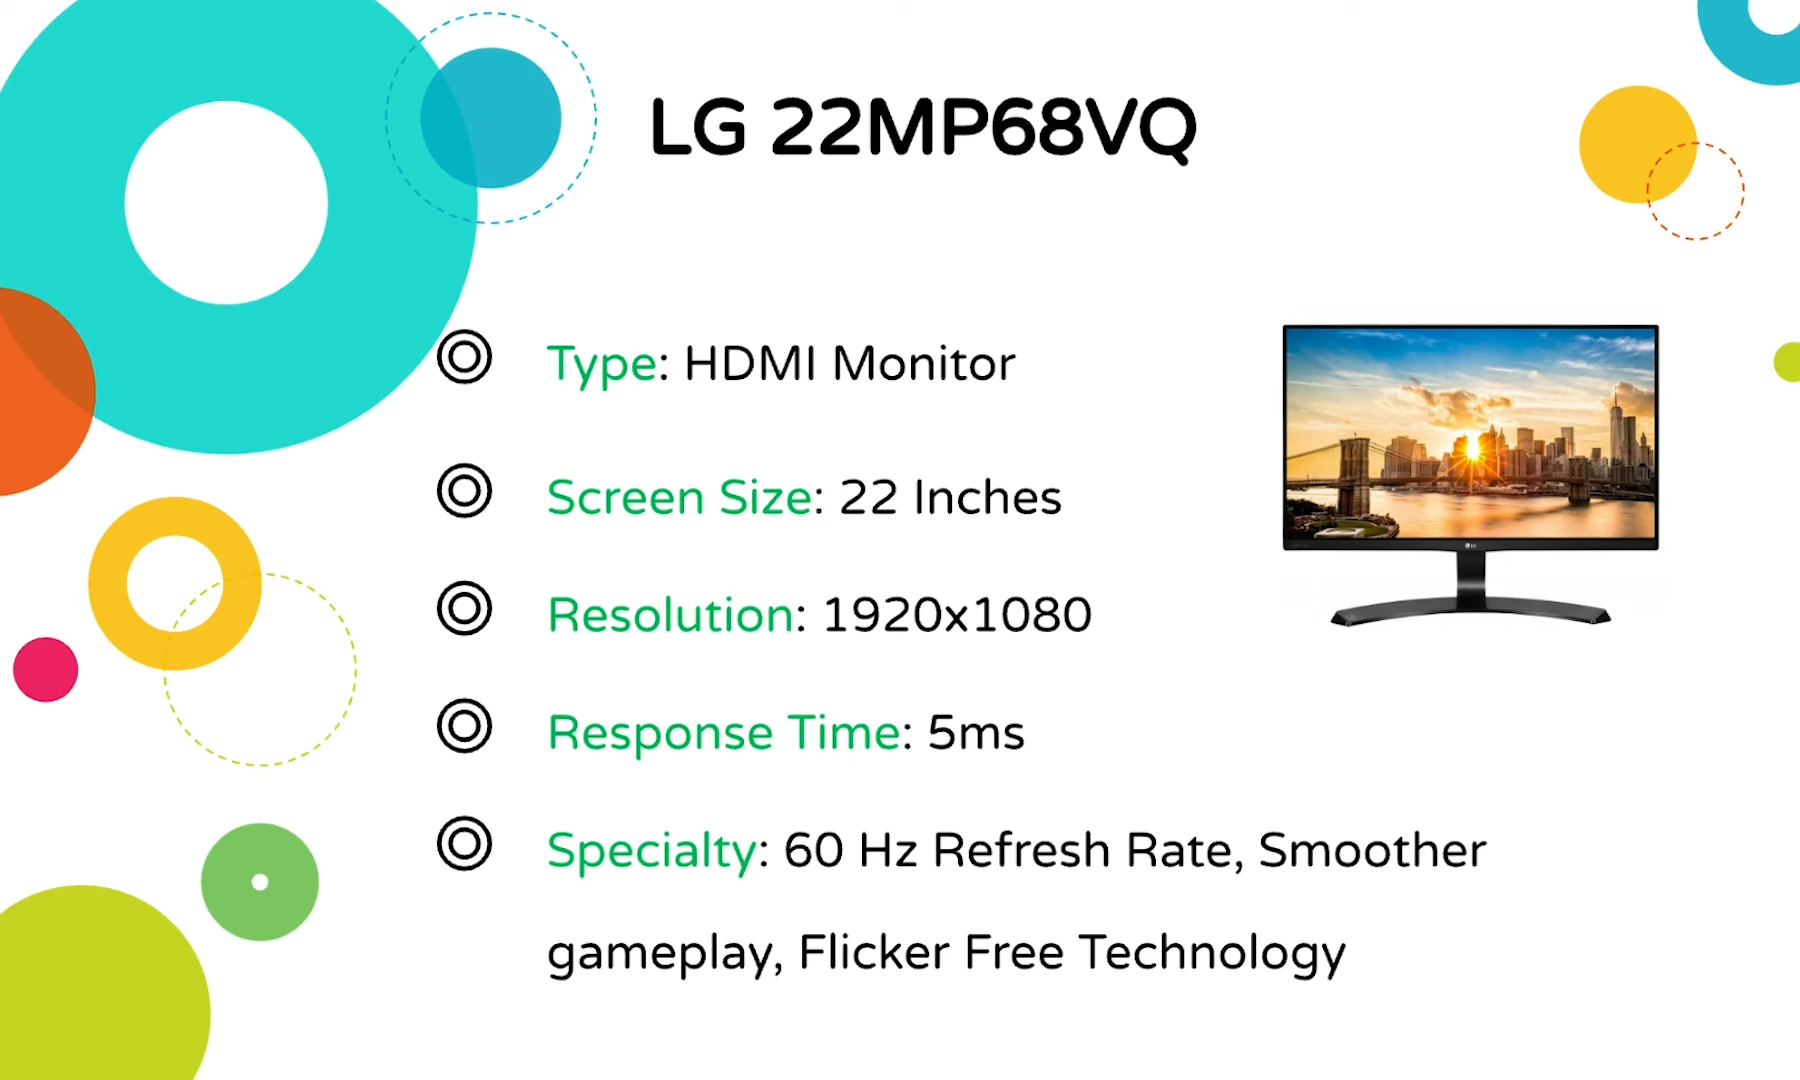 LG 22MP68VQ
Type: HDMI Monitor
Screen Size: 22 Inches
Resolution: 1920x1080
Response Time: 5ms
Specialty: 60 Hz Refresh Rate, Smoother
gameplay, Flicker Free Technology
LG